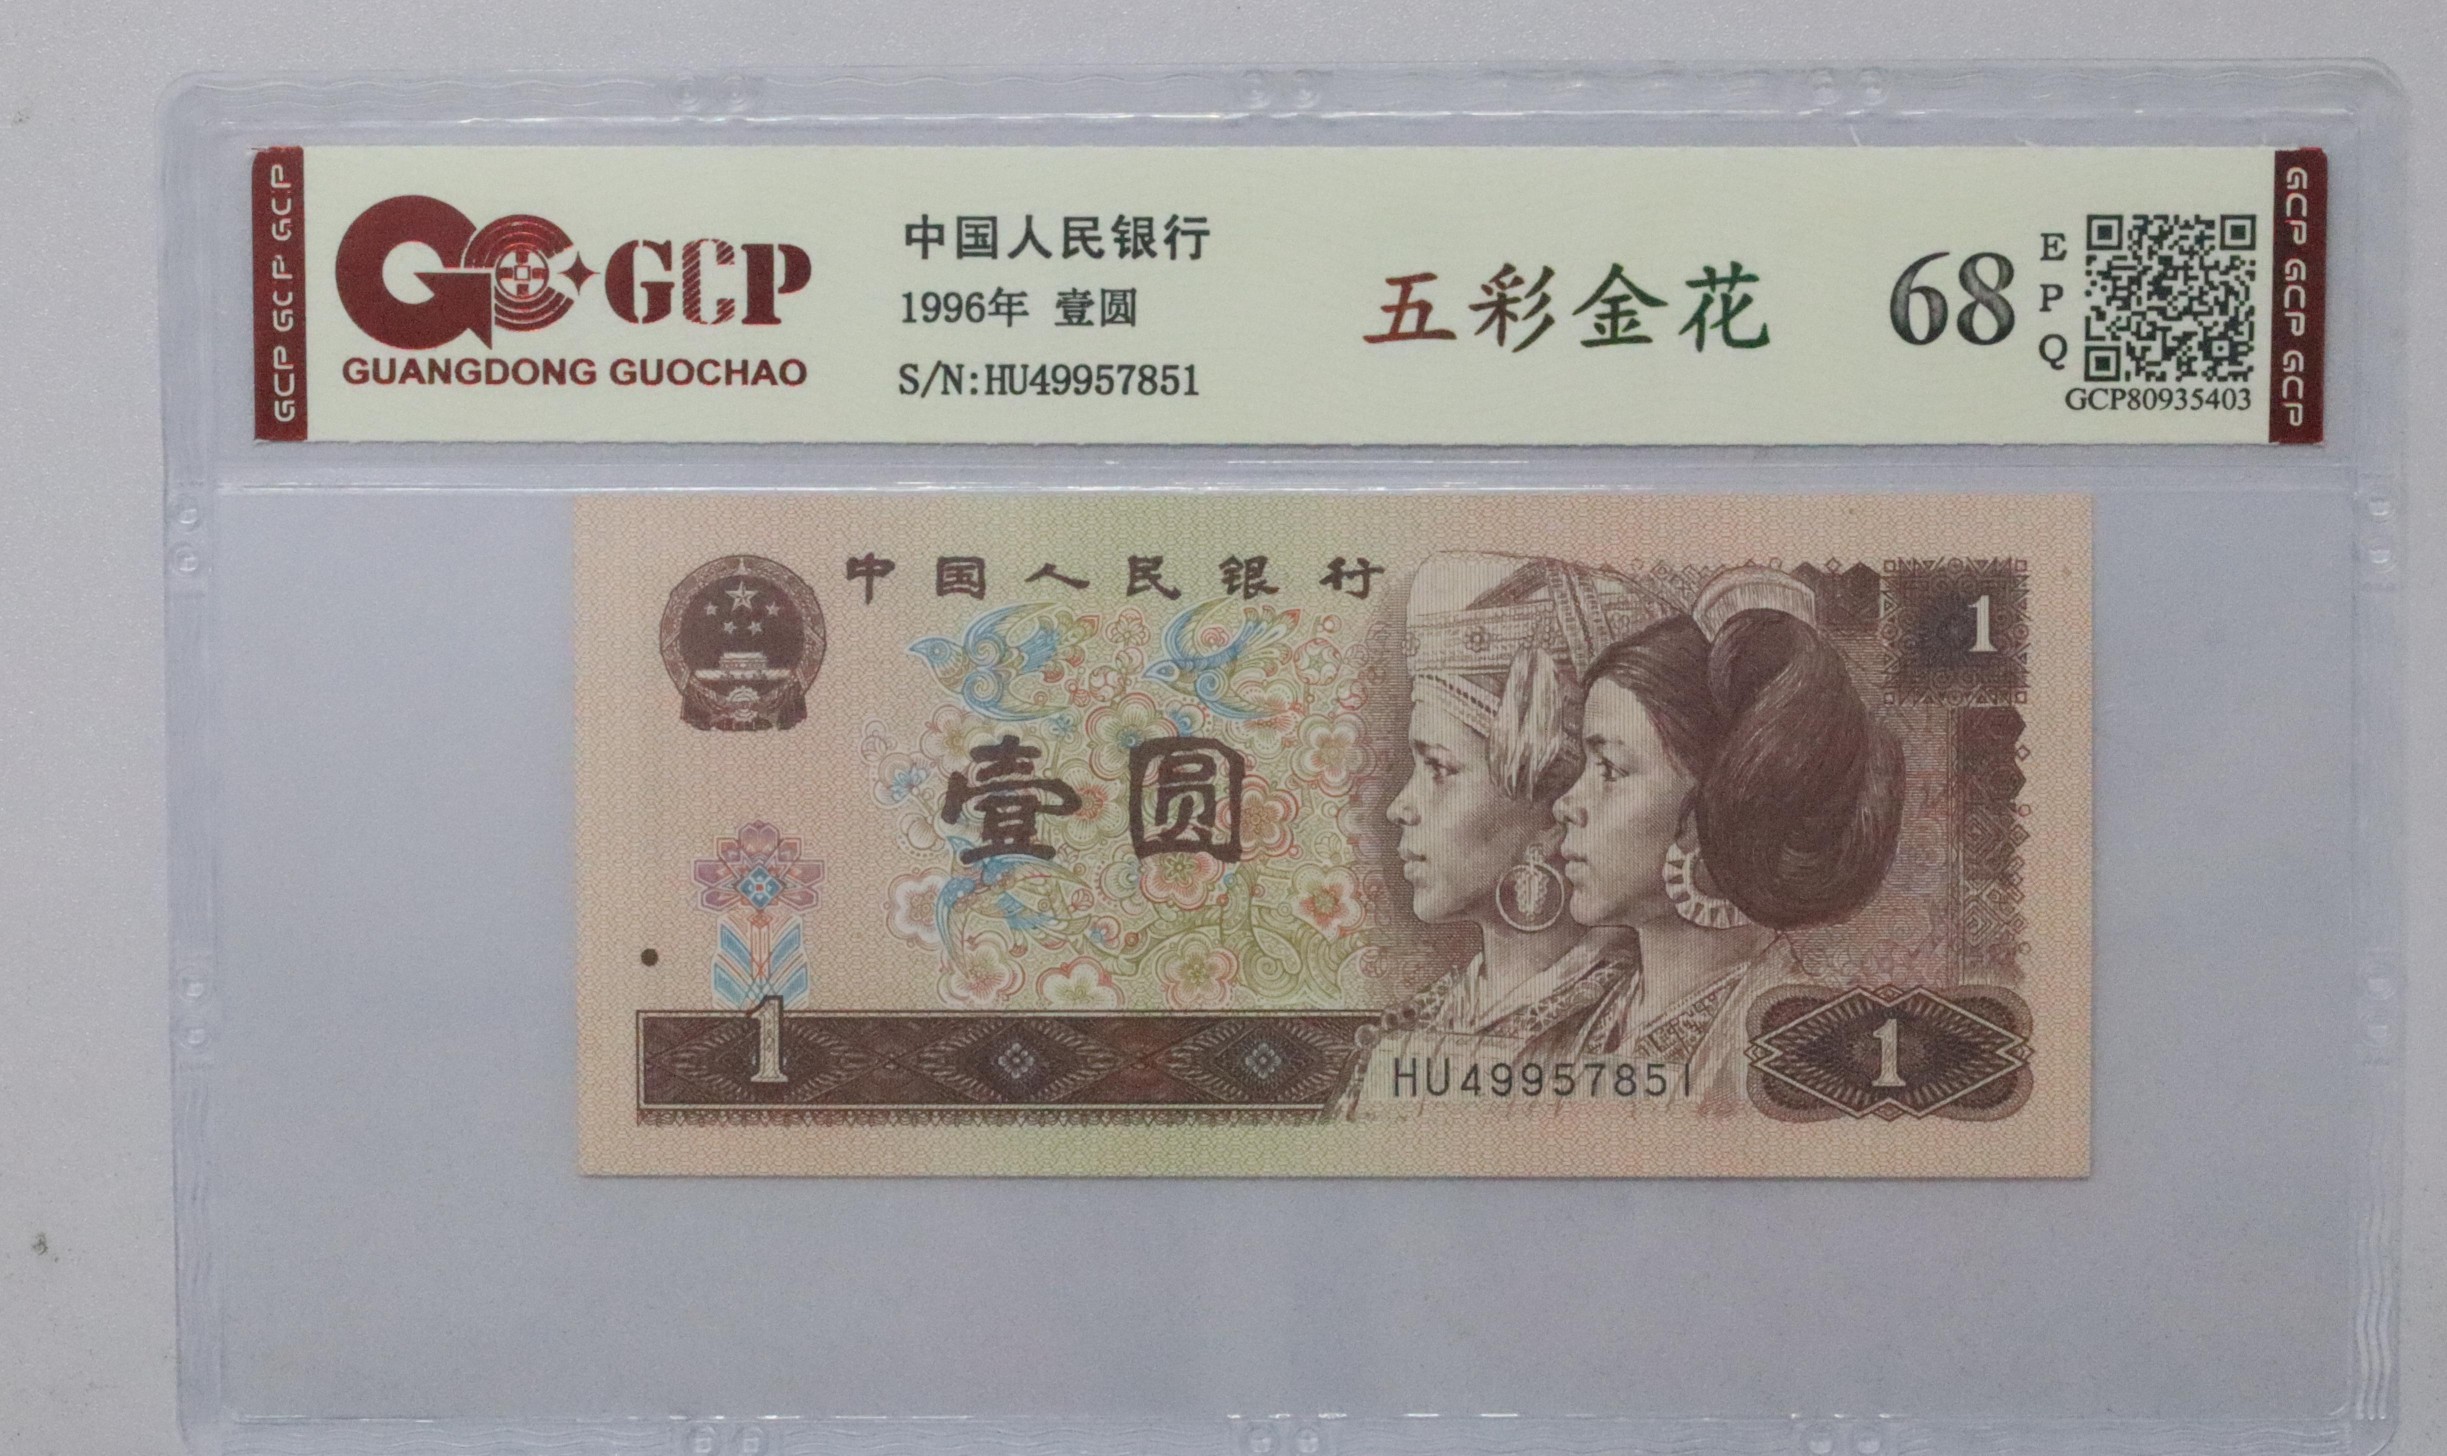 GCP GCP GCP
GCP
GUANGDONG GUOCHAO
中国人民银行
1996年 壹圆
S/N:HU49957851
五彩金花
68
EPQ
GCP80935403
GCP GCP GCP
中国人民银行
1
壹圆
1
HU49957851
1